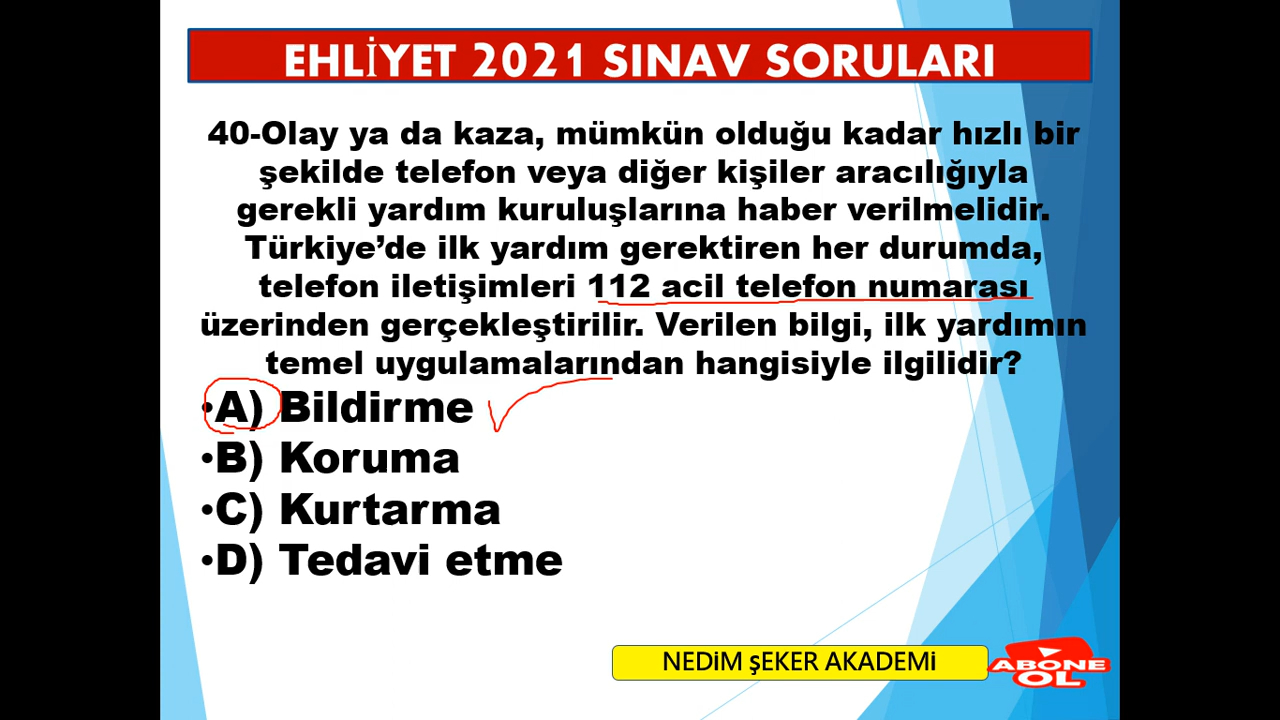 EHLİYET 2021 SINAV SORULARI
40-Olay ya da kaza, mümkün olduğu kadar hızlı bir
şekilde telefon veya diğer kişiler aracılığıyla
gerekli yardım kuruluşlarına haber verilmelidir.
Türkiye’de ilk yardım gerektiren her durumda,
telefon iletişimleri 112 acil telefon numarası
üzerinden gerçekleştirilir. Verilen bilgi, ilk yardımın
temel uygulamalarından hangisiyle ilgilidir?
•A) Bildirme
•B) Koruma
•C) Kurtarma
•D) Tedavi etme
NEDİM ŞEKER AKADEMİ
ABONE
OL